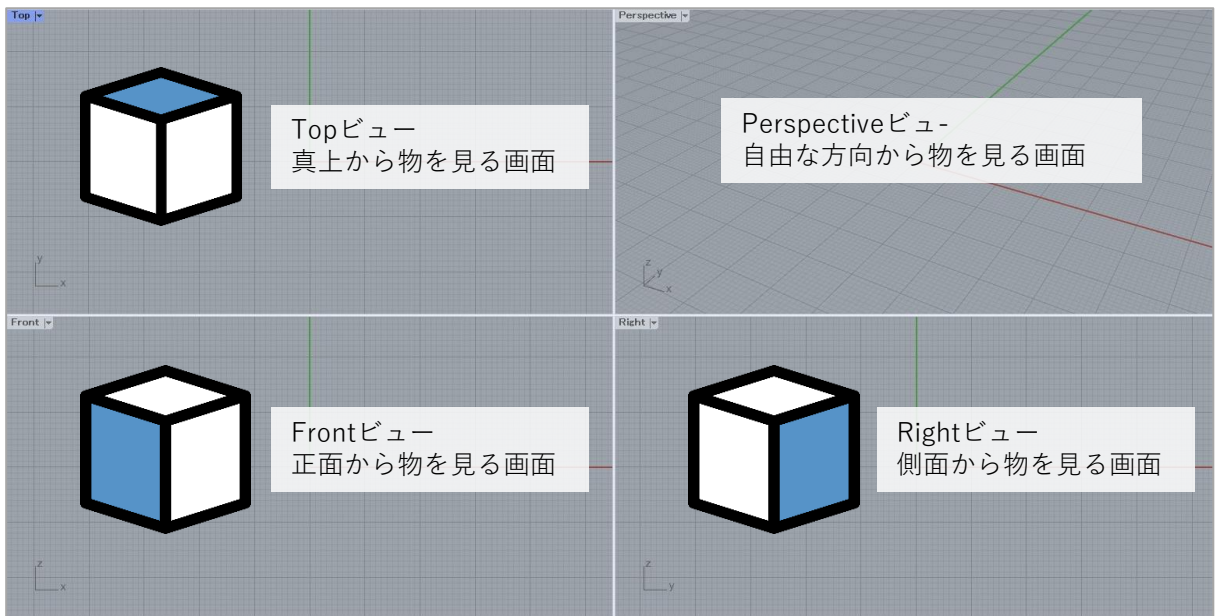 Top
Perspective
Topビュー
真上から物を見る画面
Perspectiveビュ-
自由な方向から物を見る画面
y
x
z
y
x
Front
Right
Frontビュー
正面から物を見る画面
Rightビュー
側面から物を見る画面
z
x
z
y